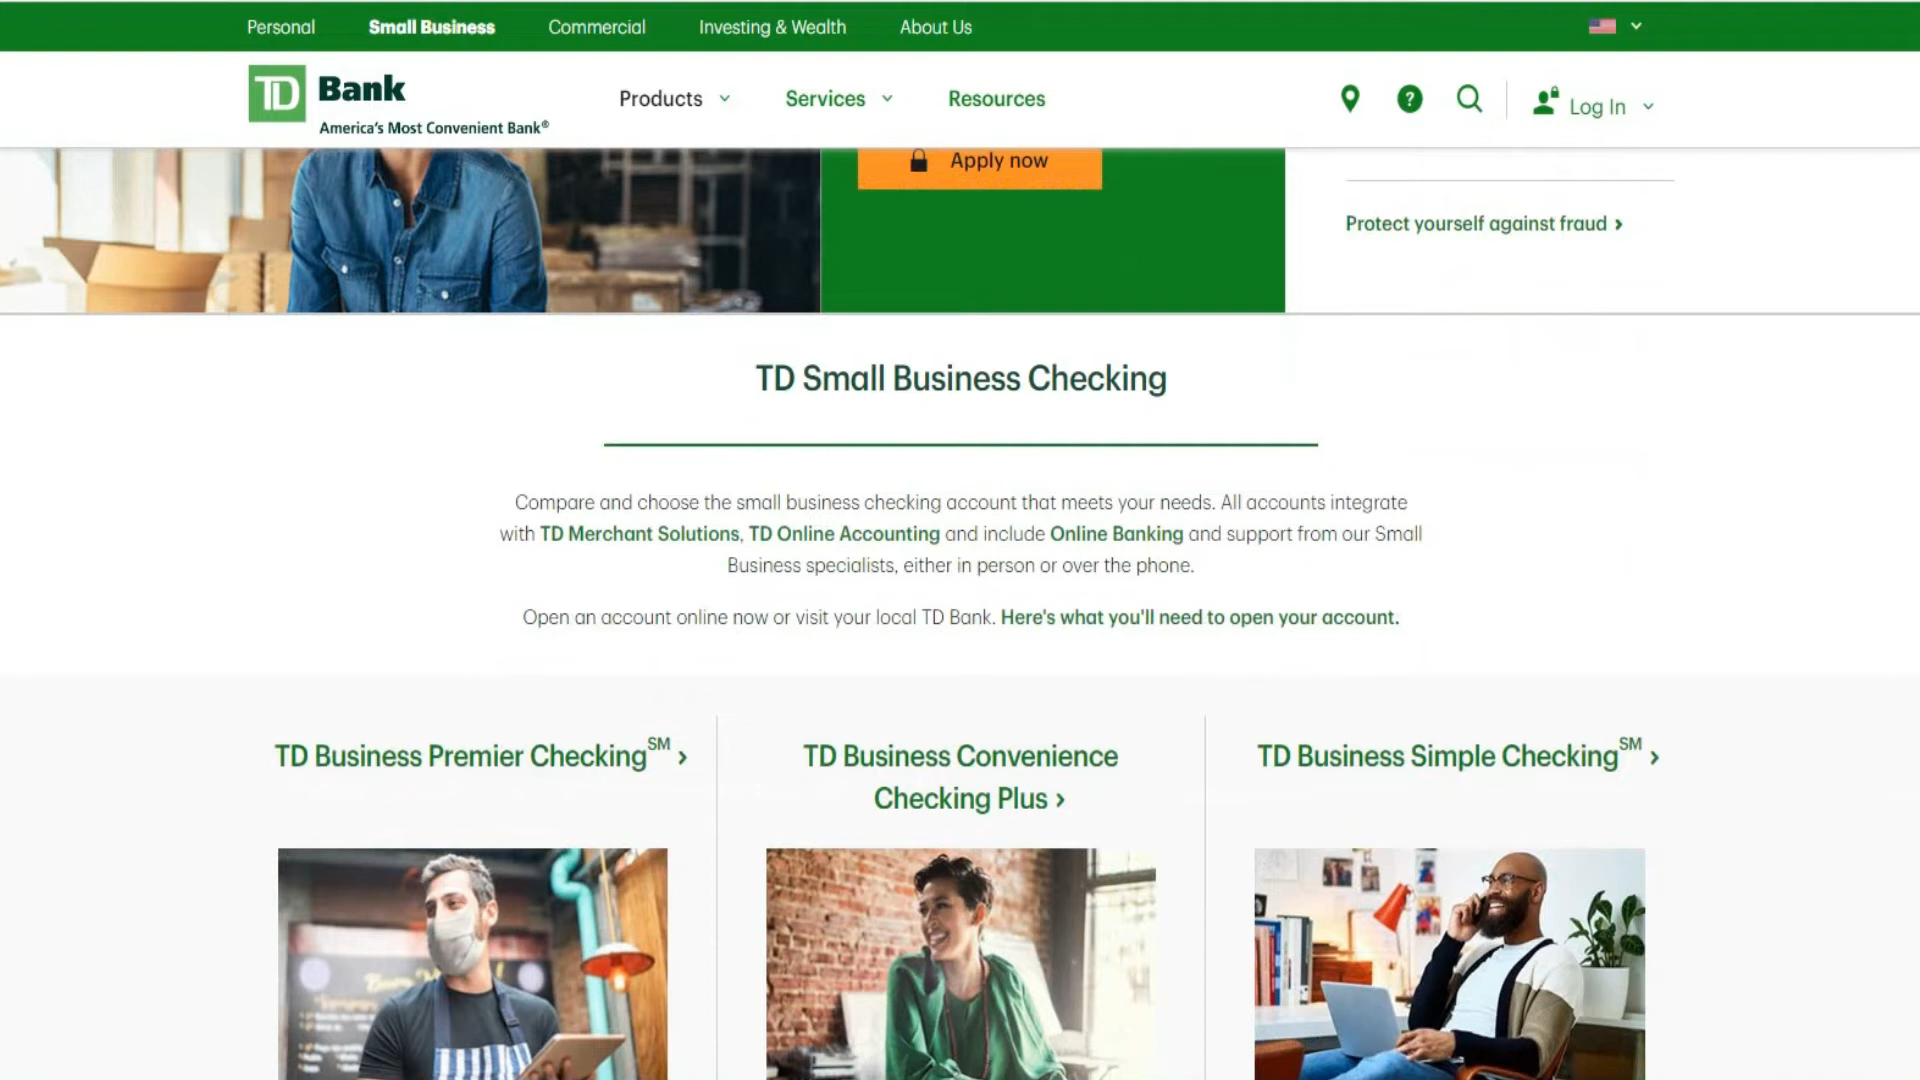 Personal
Small Business
Commercial
Investing & Wealth
About Us
TD Bank
America's Most Convenient Bank®
Products
Services
Resources
?
Log In
Apply now
Protect yourself against fraud ›
TD Small Business Checking
Compare and choose the small business checking account that meets your needs. All accounts integrate
with TD Merchant Solutions, TD Online Accounting and include Online Banking and support from our Small
Business specialists, either in person or over the phone.
Open an account online now or visit your local TD Bank. Here's what you'll need to open your account.
TD Business Premier Checking℠ ›
TD Business Convenience
Checking Plus ›
TD Business Simple Checking℠ ›